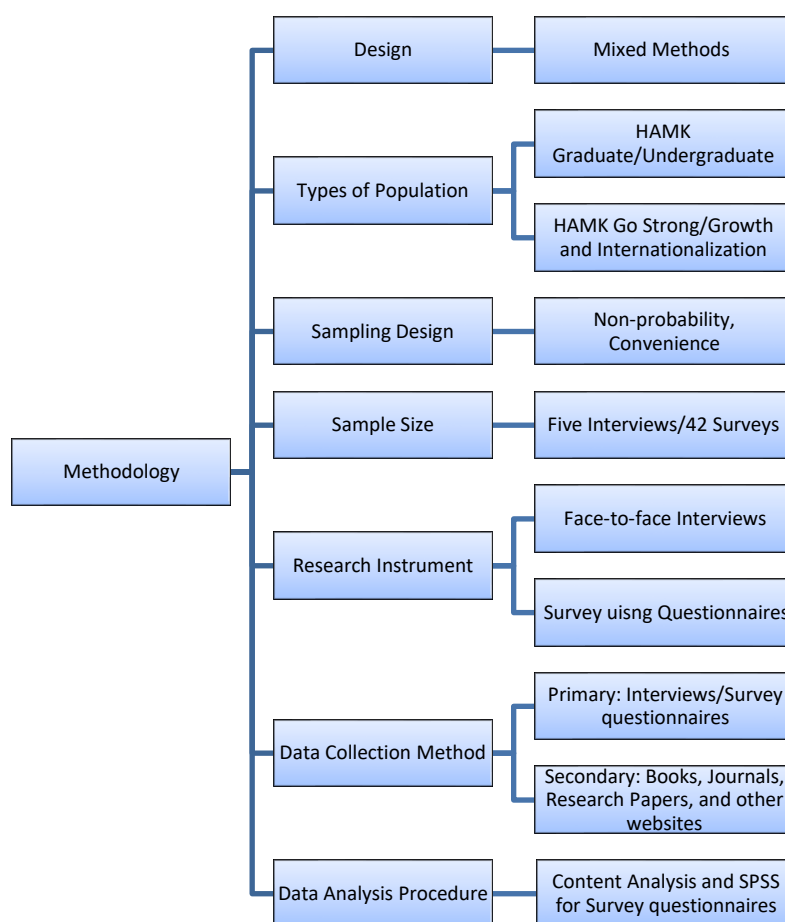 Methodology
Design
Mixed Methods
Types of Population
HAMK
Graduate/Undergraduate
HAMK Go Strong/Growth
and Internationalization
Sampling Design
Non-probability,
Convenience
Sample Size
Five Interviews/42 Surveys
Research Instrument
Face-to-face Interviews
Survey uisng Questionnaires
Data Collection Method
Primary: Interviews/Survey
questionnaires
Secondary: Books, Journals,
Research Papers, and other
websites
Data Analysis Procedure
Content Analysis and SPSS
for Survey questionnaires